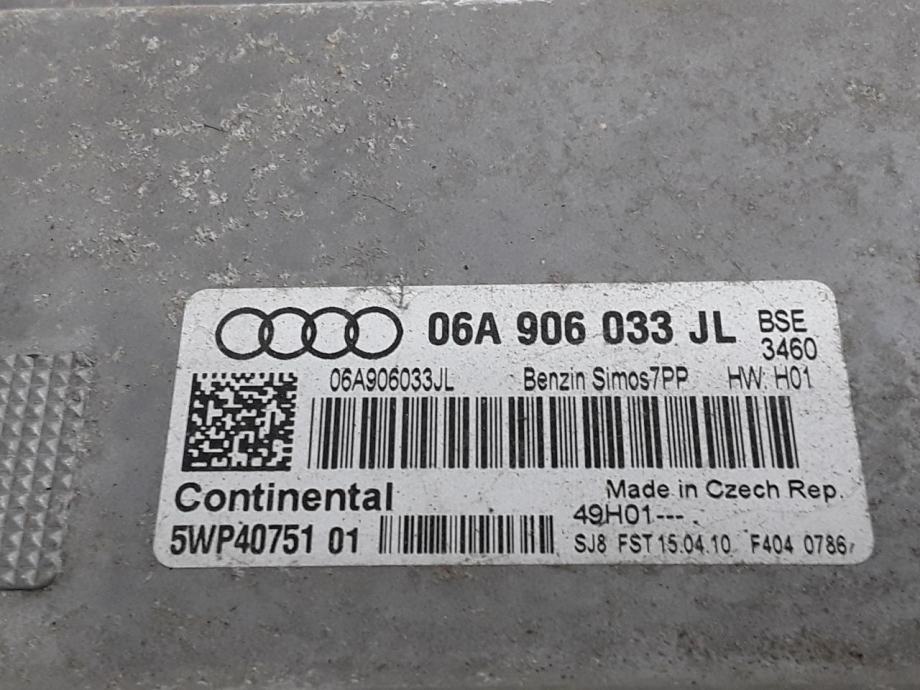 06A 906 033 JL BSE
3460
06A906033JL Benzin Simos7PP HW: H01
Continental Made in Czech Rep.
49H01---
5WP40751 01 SJ8 FST 15.04.10 F404 0786